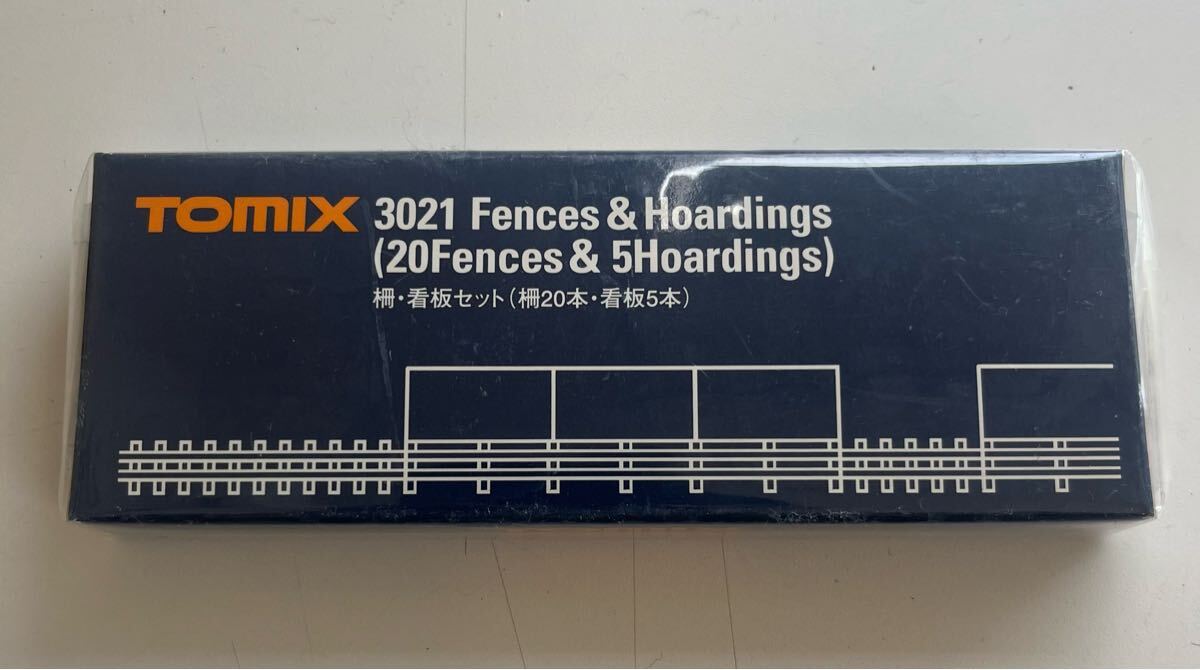 TOMIX 3021 Fences & Hoardings
(20Fences & 5Hoardings)
柵・看板セット(柵20本・看板5本)